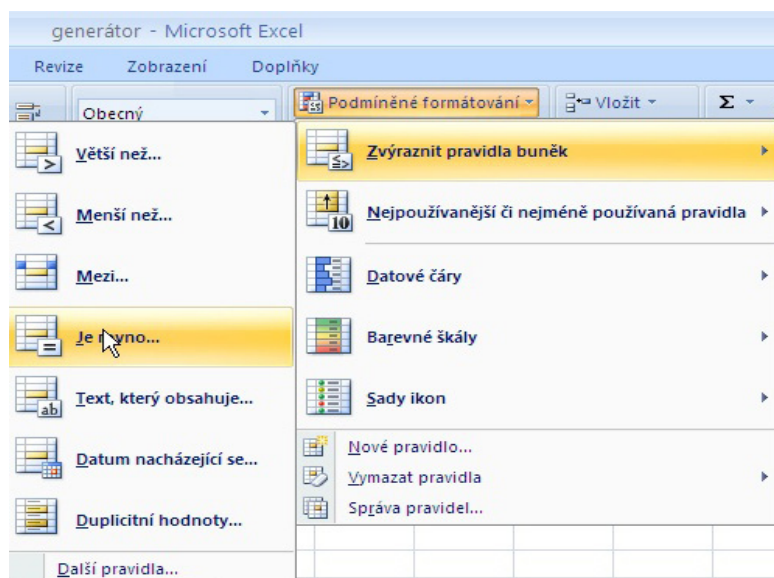 generátor - Microsoft Excel
Revize Zobrazení Doplňky
Obecný Podmíněné formátování Vložit Σ
Větší než...
Menší než...
Mezi...
Je rovno...
Text, který obsahuje...
Datum nacházející se...
Duplicitní hodnoty...
Další pravidla...
Zvýraznit pravidla buněk
Nejpoužívanější či nejméně používaná pravidla
Datové čáry
Barevné škály
Sady ikon
Nové pravidlo...
Vymazat pravidla
Správa pravidel...